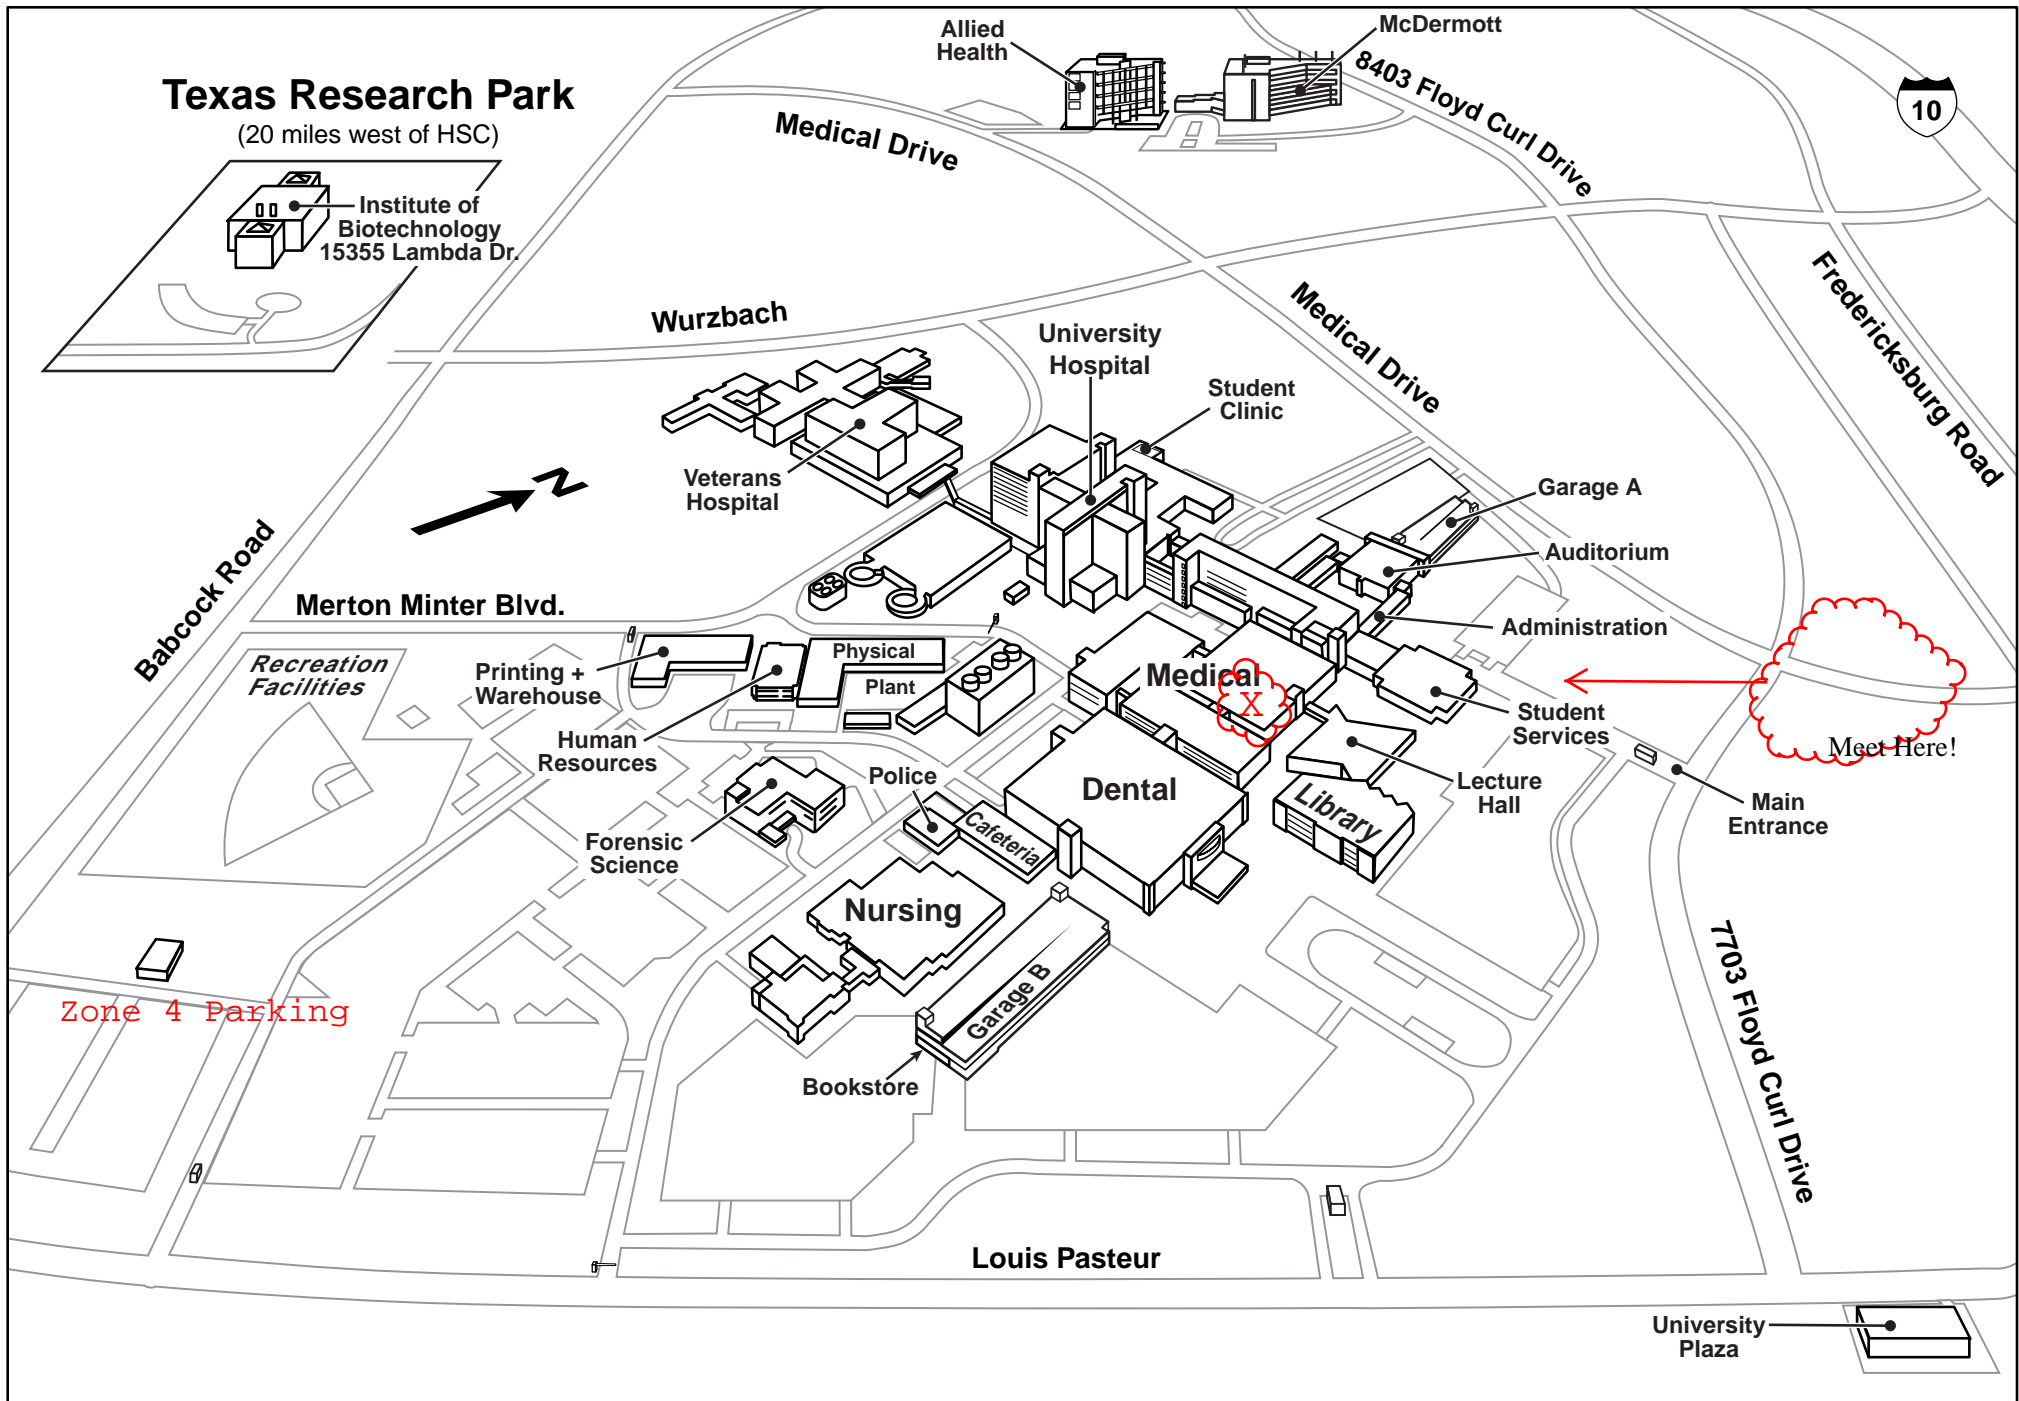 Allied
Health
McDermott
8403 Floyd Curl Drive
10
Texas Research Park
(20 miles west of HSC)
Medical Drive
Institute of
Biotechnology
15355 Lambda Dr.
Fredericksburg Road
Wurzbach
Medical Drive
University
Hospital
Student
Clinic
Veterans
Hospital
N
Garage A
Auditorium
Babcock Road
Merton Minter Blvd.
Administration
Recreation
Facilities
Printing +
Warehouse
Physical
Plant
Medical
X
Student
Services
Meet Here!
Human
Resources
Police
Dental
Lecture
Hall
Library
Main
Entrance
Cafeteria
Forensic
Science
Nursing
Garage B
Zone 4 Parking
7703 Floyd Curl Drive
Bookstore
Louis Pasteur
University
Plaza